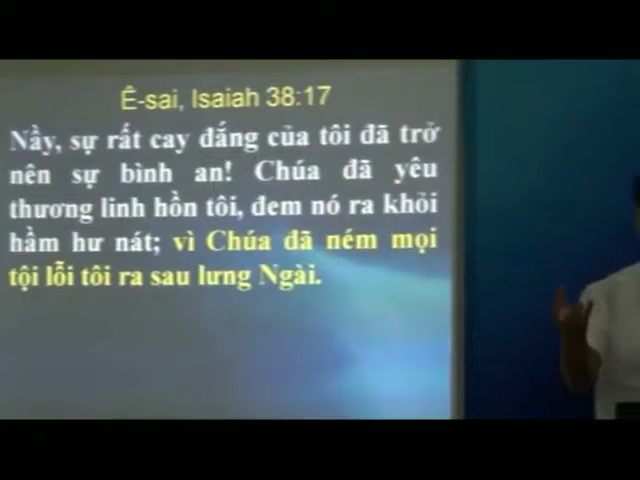 Ê-sai, Isaiah 38:17
Nầy, sự rất cay đắng của tôi đã trở
nên sự bình an! Chúa đã yêu
thương linh hồn tôi, đem nó ra khỏi
hầm hư nát; vì Chúa đã ném mọi
tội lỗi tôi ra sau lưng Ngài.